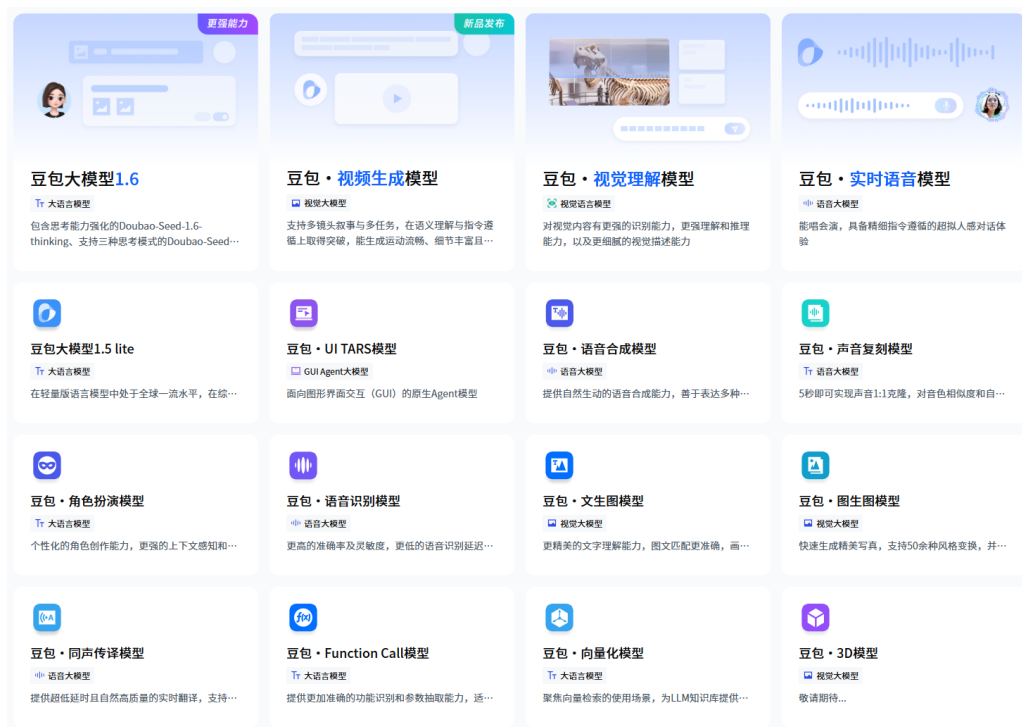 更强能力
新品发布
豆包大模型1.6
大语言模型
包含思考能力强化的Doubao-Seed-1.6-
thinking、支持三种思考模式的Doubao-Seed…
豆包・视频生成模型
视觉大模型
支持多镜头叙事与多任务，在语义理解与指令遵
循上取得突破，能生成运动流畅、细节丰富且…
豆包・视觉理解模型
视觉语言模型
对视觉内容有更强的识别能力，更强理解和推理
能力，以及更细腻的视觉描述能力
豆包・实时语音模型
语音大模型
能唱会演，具备精细指令遵循的超拟人感对话体
验
豆包大模型1.5 lite
大语言模型
在轻量版语言模型中处于全球一流水平，在综…
豆包・UI TARS模型
GUI Agent大模型
面向图形界面交互（GUI）的原生Agent模型
豆包・语音合成模型
语音大模型
提供自然生动的语音合成能力，善于表达多种…
豆包・声音复刻模型
语音大模型
5秒即可实现声音1:1克隆，对音色相似度和自…
豆包・角色扮演模型
大语言模型
个性化的角色创作能力，更强的上下文感知和…
豆包・语音识别模型
语音大模型
更高的准确率及灵敏度，更低的语音识别延迟…
豆包・文生图模型
视觉大模型
更精美的文字理解能力，图文匹配更准确，画…
豆包・图生图模型
视觉大模型
快速生成精美写真，支持50余种风格变换，并…
豆包・同声传译模型
语音大模型
提供超低延时且自然高质量的实时翻译，支持…
豆包・Function Call模型
大语言模型
提供更加准确的功能识别和参数抽取能力，适…
豆包・向量化模型
大语言模型
聚焦向量检索的使用场景，为LLM知识库提供…
豆包・3D模型
视觉大模型
敬请期待...